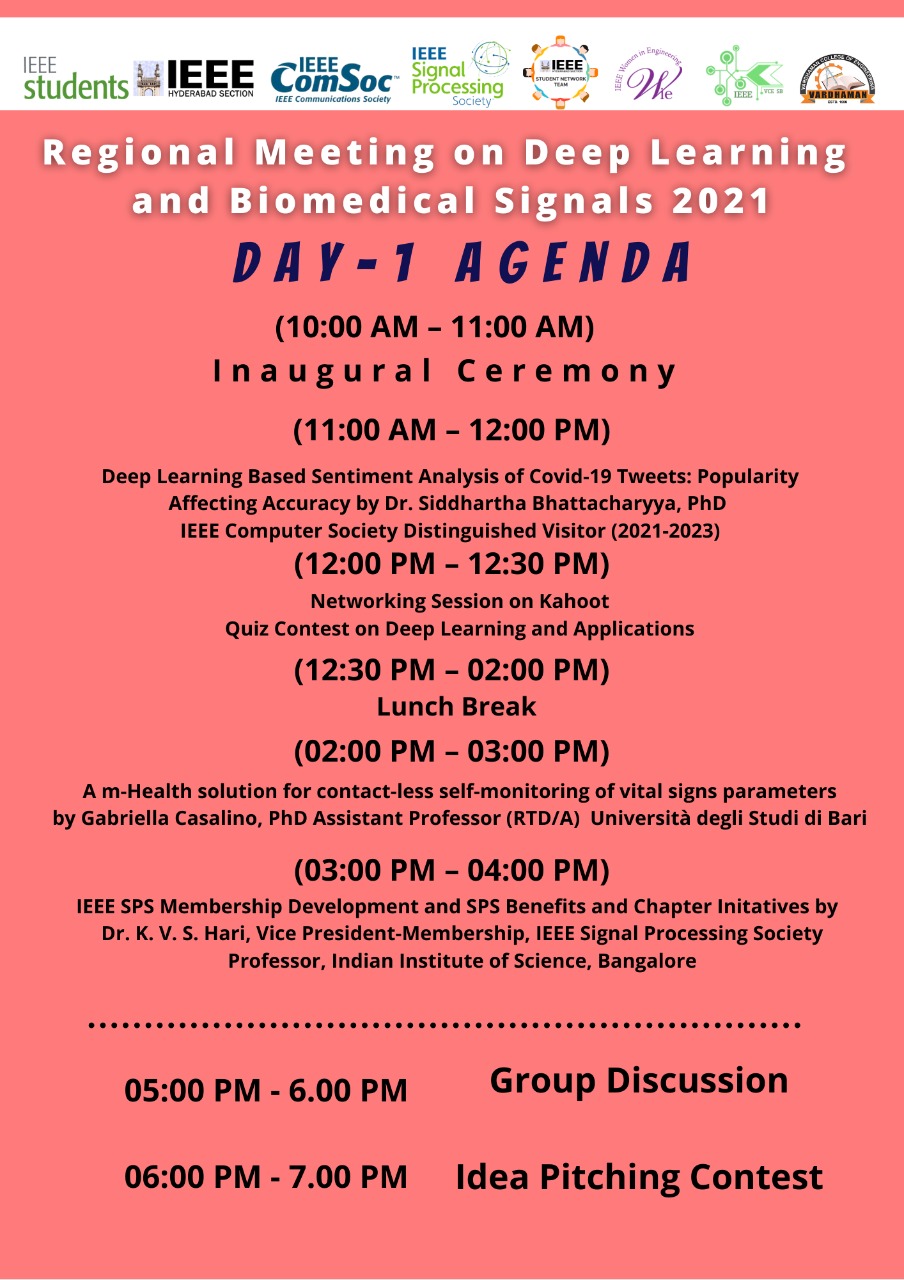 IEEE
students
IEEE
HYDERABAD SECTION
IEEE
ComSoc™
IEEE Communications Society
IEEE
Signal
Processing
Society
IEEE
STUDENT NETWORK
TEAM
IEEE Women in Engineering
WIe
IEEE VCE SB
VARDHAMAN COLLEGE OF ENGINEERING
VARDHAMAN
Regional Meeting on Deep Learning
and Biomedical Signals 2021
DAY-1 AGENDA
(10:00 AM – 11:00 AM)
Inaugural Ceremony
(11:00 AM – 12:00 PM)
Deep Learning Based Sentiment Analysis of Covid-19 Tweets: Popularity
Affecting Accuracy by Dr. Siddhartha Bhattacharyya, PhD
IEEE Computer Society Distinguished Visitor (2021-2023)
(12:00 PM – 12:30 PM)
Networking Session on Kahoot
Quiz Contest on Deep Learning and Applications
(12:30 PM – 02:00 PM)
Lunch Break
(02:00 PM – 03:00 PM)
A m-Health solution for contact-less self-monitoring of vital signs parameters
by Gabriella Casalino, PhD Assistant Professor (RTD/A) Università degli Studi di Bari
(03:00 PM – 04:00 PM)
IEEE SPS Membership Development and SPS Benefits and Chapter Initatives by
Dr. K. V. S. Hari, Vice President-Membership, IEEE Signal Processing Society
Professor, Indian Institute of Science, Bangalore
05:00 PM - 6.00 PM Group Discussion
06:00 PM - 7.00 PM Idea Pitching Contest